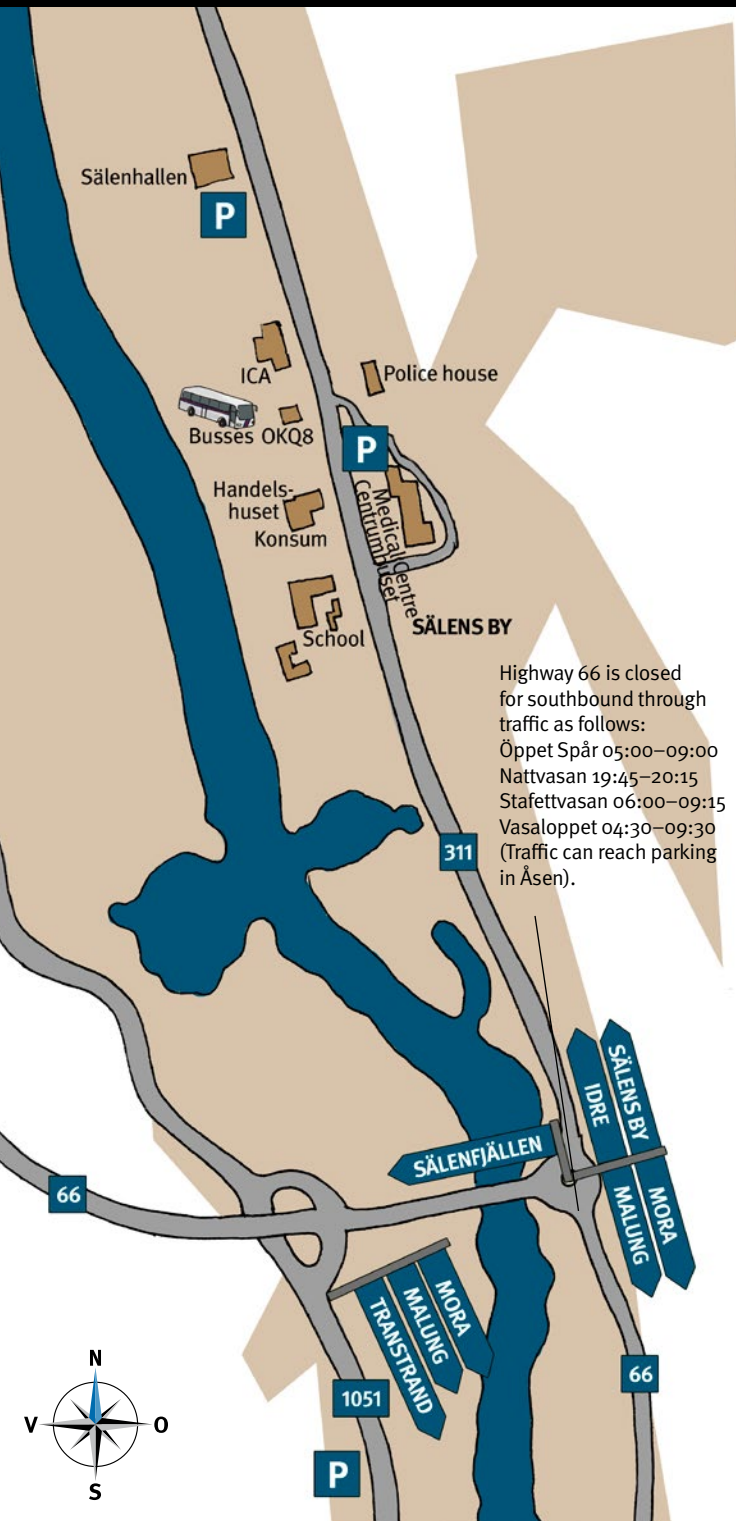 Sälenhallen
P
ICA
Police house
Busses
OKQ8
P
Handels-
huset
Konsum
Medical Centre
Centrumhuset
School
SÄLENS BY
Highway 66 is closed
for southbound through
traffic as follows:
Öppet Spår 05:00–09:00
Nattvasan 19:45–20:15
Stafettvasan 06:00–09:15
Vasaloppet 04:30–09:30
(Traffic can reach parking
in Åsen).
311
SÄLENS BY
IDRE
SÄLENFJÄLLEN
66
MALUNG
MORA
TRANSTRAND
MALUNG
MORA
1051
66
P
N
V
O
S